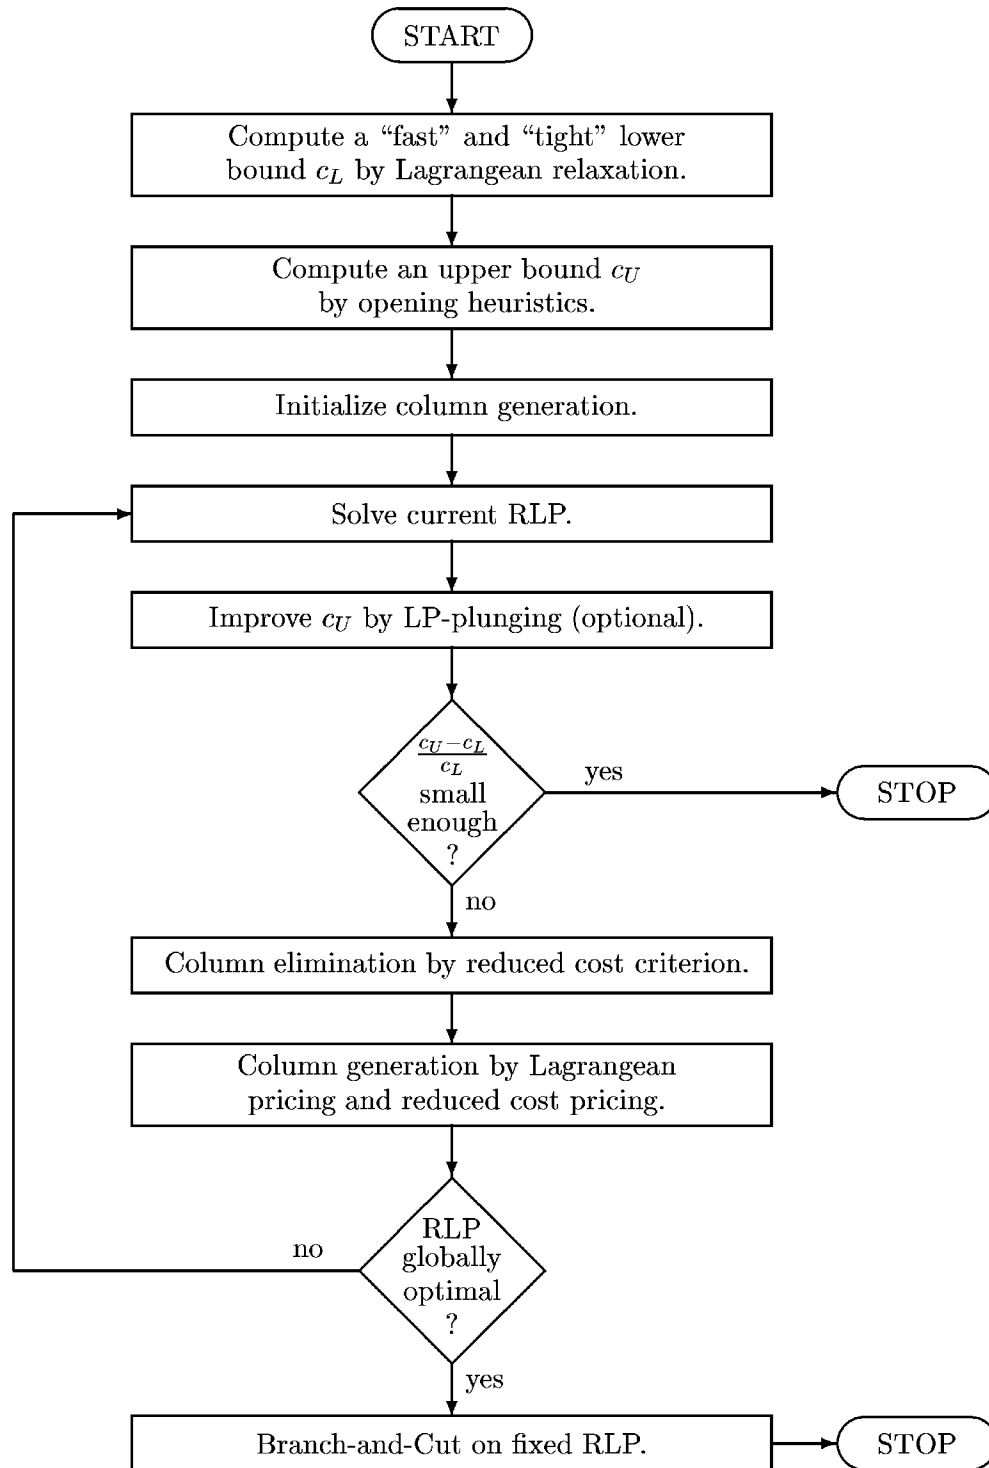 START
Compute a “fast” and “tight” lower
bound c_L by Lagrangean relaxation.
Compute an upper bound c_U
by opening heuristics.
Initialize column generation.
Solve current RLP.
Improve c_U by LP-plunging (optional).
c_U−c_L
c_L
small
enough
?
yes
STOP
no
Column elimination by reduced cost criterion.
Column generation by Lagrangean
pricing and reduced cost pricing.
RLP
globally
optimal
?
no
yes
Branch-and-Cut on fixed RLP.
STOP